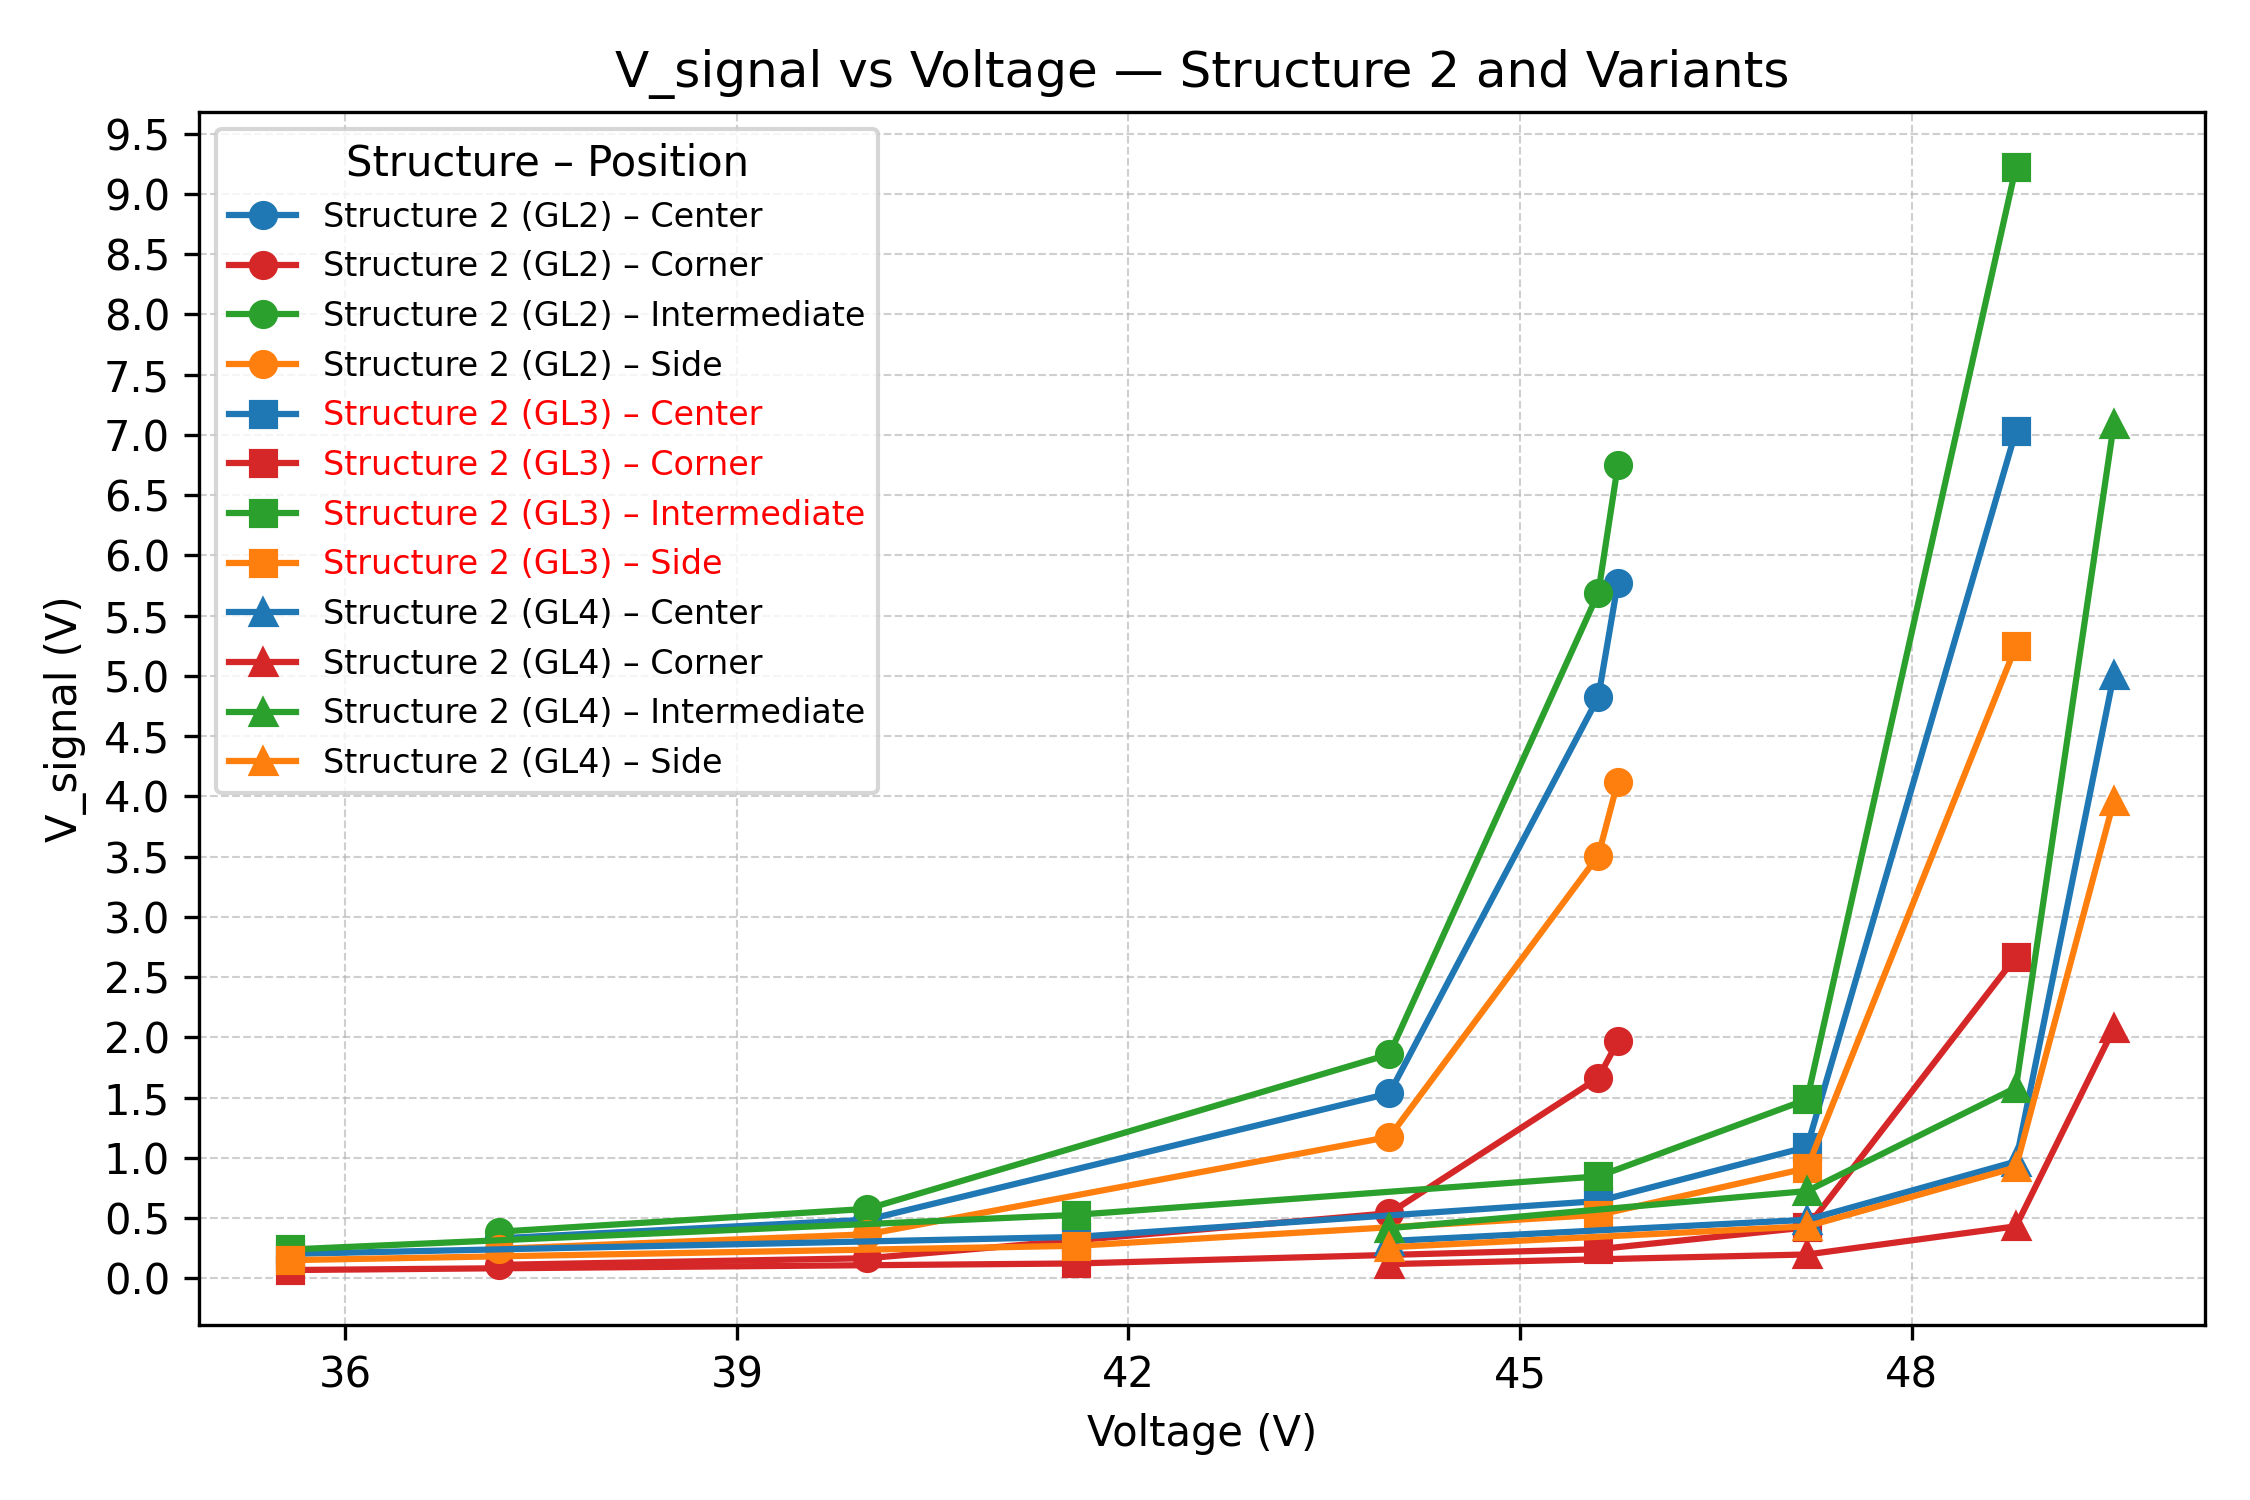 V_signal vs Voltage — Structure 2 and Variants
9.5
9.0
8.5
8.0
7.5
7.0
6.5
6.0
5.5
5.0
4.5
4.0
3.5
3.0
2.5
2.0
1.5
1.0
0.5
0.0
V_signal (V)
Structure – Position
Structure 2 (GL2) – Center
Structure 2 (GL2) – Corner
Structure 2 (GL2) – Intermediate
Structure 2 (GL2) – Side
Structure 2 (GL3) – Center
Structure 2 (GL3) – Corner
Structure 2 (GL3) – Intermediate
Structure 2 (GL3) – Side
Structure 2 (GL4) – Center
Structure 2 (GL4) – Corner
Structure 2 (GL4) – Intermediate
Structure 2 (GL4) – Side
36 39 42 45 48
Voltage (V)